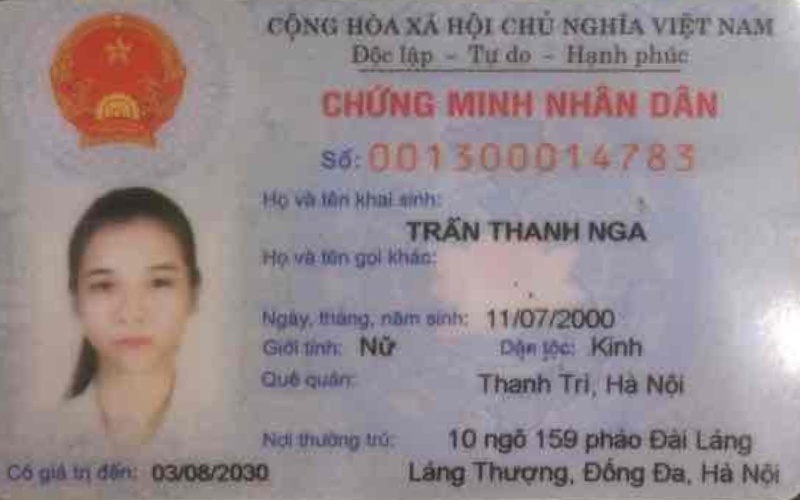 CỘNG HÒA XÃ HỘI CHỦ NGHĨA VIỆT NAM
Độc lập - Tự do - Hạnh phúc
CHỨNG MINH NHÂN DÂN
Số: 001300014783
Họ và tên khai sinh:
TRẦN THANH NGA
Họ và tên gọi khác:
Ngày, tháng, năm sinh: 11/07/2000
Giới tính: Nữ Dân tộc: Kinh
Quê quán: Thanh Trì, Hà Nội
Nơi thường trú: 10 ngõ 159 pháo Đài Láng
Láng Thượng, Đống Đa, Hà Nội
Có giá trị đến: 03/08/2030